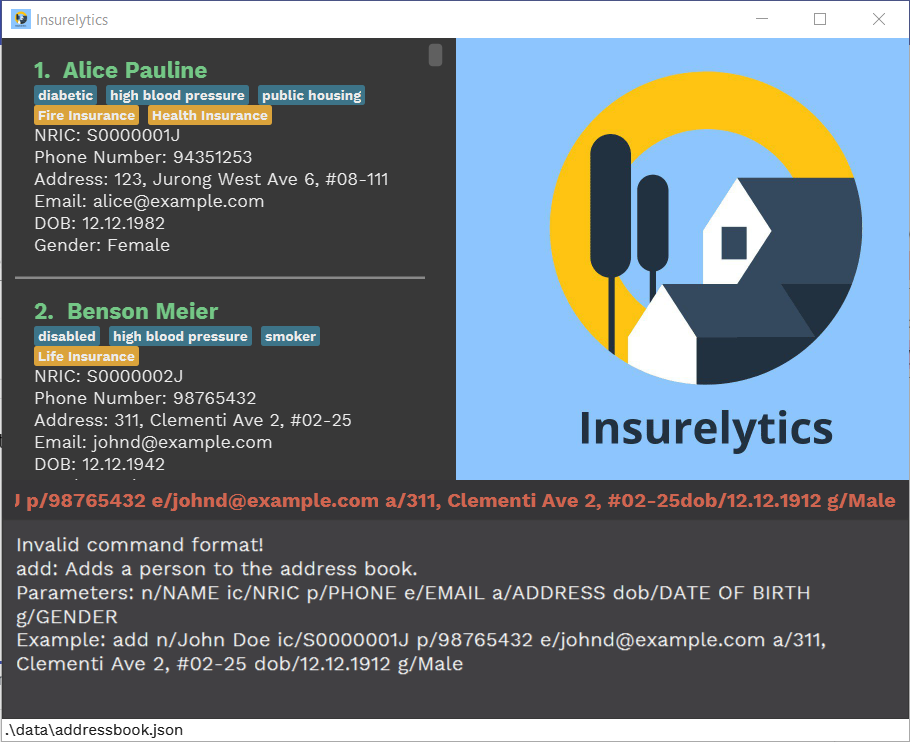 Insurelytics
1. Alice Pauline
diabetic high blood pressure public housing
Fire Insurance Health Insurance
NRIC: S0000001J
Phone Number: 94351253
Address: 123, Jurong West Ave 6, #08-111
Email: alice@example.com
DOB: 12.12.1982
Gender: Female
2. Benson Meier
disabled high blood pressure smoker
Life Insurance
NRIC: S0000002J
Phone Number: 98765432
Address: 311, Clementi Ave 2, #02-25
Email: johnd@example.com
DOB: 12.12.1942
Insurelytics
J p/98765432 e/johnd@example.com a/311, Clementi Ave 2, #02-25dob/12.12.1912 g/Male
Invalid command format!
add: Adds a person to the address book.
Parameters: n/NAME ic/NRIC p/PHONE e/EMAIL a/ADDRESS dob/DATE OF BIRTH
g/GENDER
Example: add n/John Doe ic/S0000001J p/98765432 e/johnd@example.com a/311,
Clementi Ave 2, #02-25 dob/12.12.1912 g/Male
.\data\addressbook.json